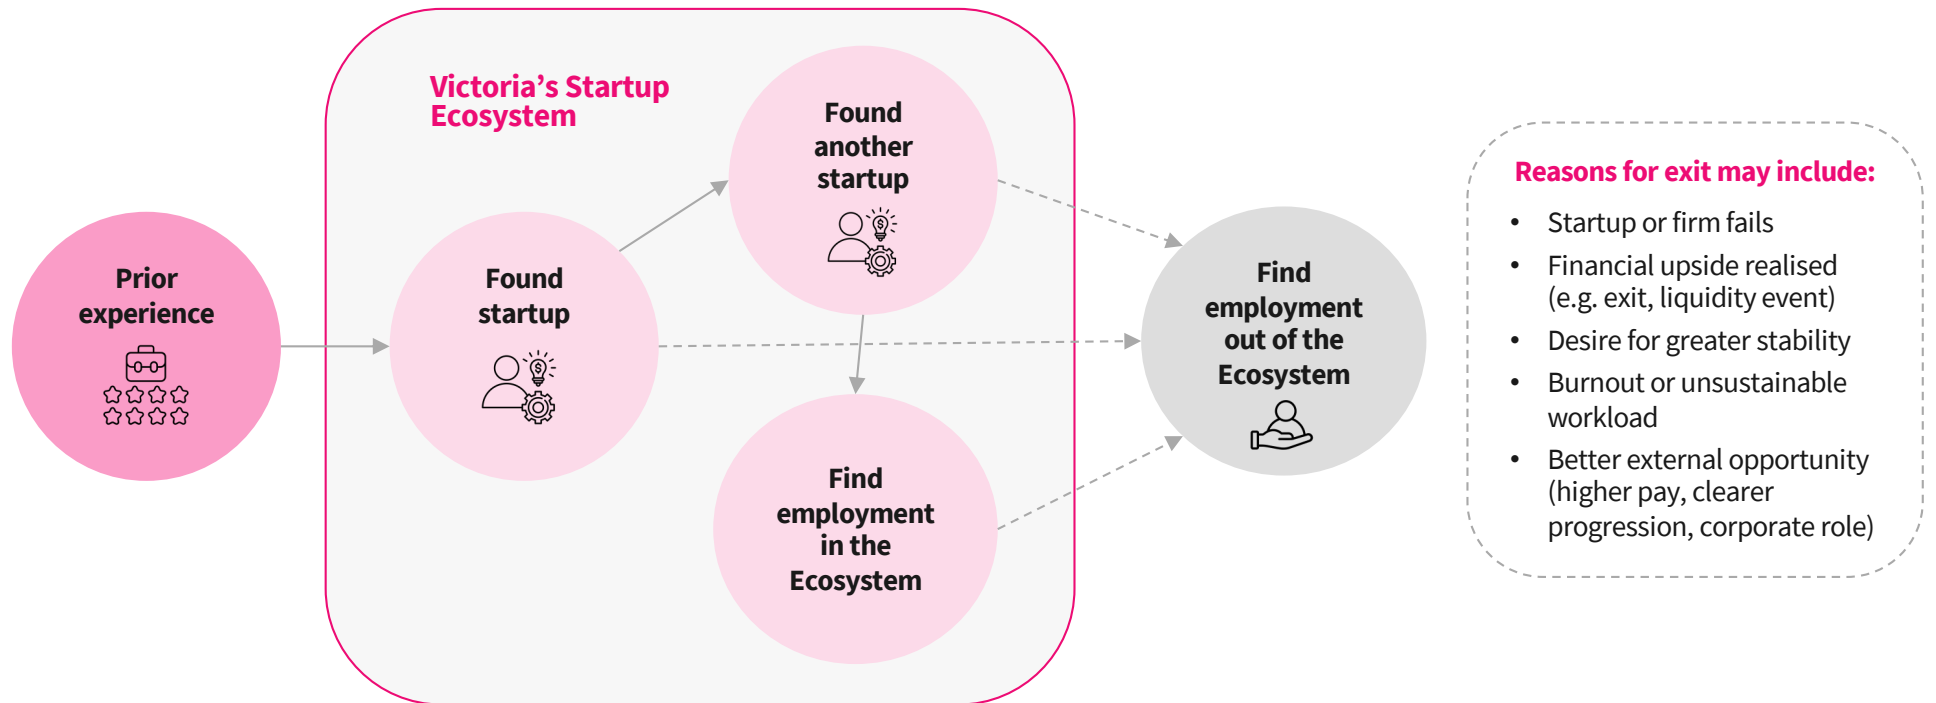 Victoria’s Startup
Ecosystem
Prior
experience
Found
startup
Found
another
startup
Find
employment
in the
Ecosystem
Find
employment
out of the
Ecosystem
Reasons for exit may include:
• Startup or firm fails
• Financial upside realised
(e.g. exit, liquidity event)
• Desire for greater stability
• Burnout or unsustainable
workload
• Better external opportunity
(higher pay, clearer
progression, corporate role)